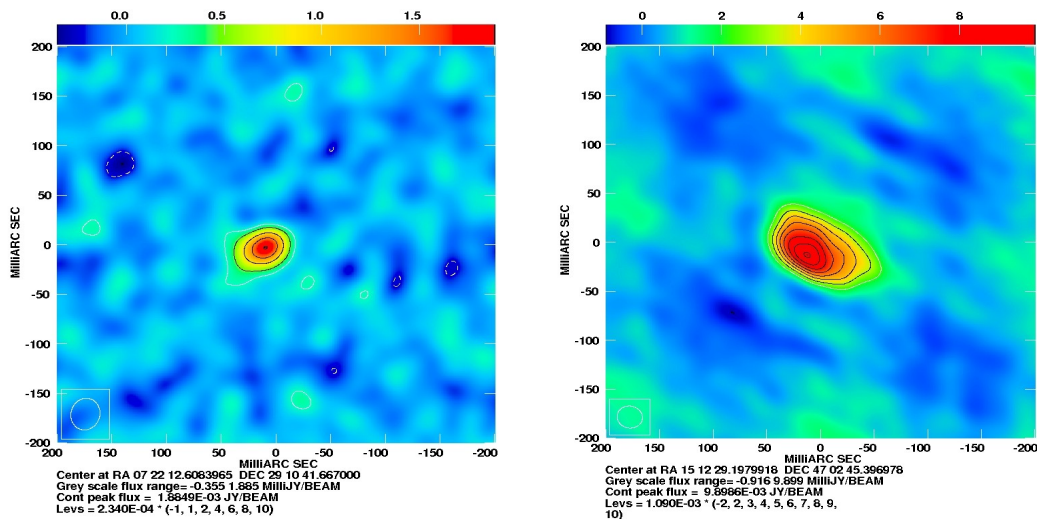 0.0 0.5 1.0 1.5
200
150
100
50
0
-50
-100
-150
-200
MilliARC SEC
200 150 100 50 0 -50 -100 -150 -200
MilliARC SEC
Center at RA 07 22 12.6083965 DEC 29 10 41.667000
Grey scale flux range= -0.355 1.885 MilliJY/BEAM
Cont peak flux = 1.8849E-03 JY/BEAM
Levs = 2.340E-04 * (-1, 1, 2, 4, 6, 8, 10)
0 2 4 6 8
200
150
100
50
0
-50
-100
-150
-200
MilliARC SEC
200 150 100 50 0 -50 -100 -150 -200
MilliARC SEC
Center at RA 15 12 29.1979918 DEC 47 02 45.396978
Grey scale flux range= -0.916 9.899 MilliJY/BEAM
Cont peak flux = 9.8986E-03 JY/BEAM
Levs = 1.090E-03 * (-2, 2, 3, 4, 5, 6, 7, 8, 9,
10)